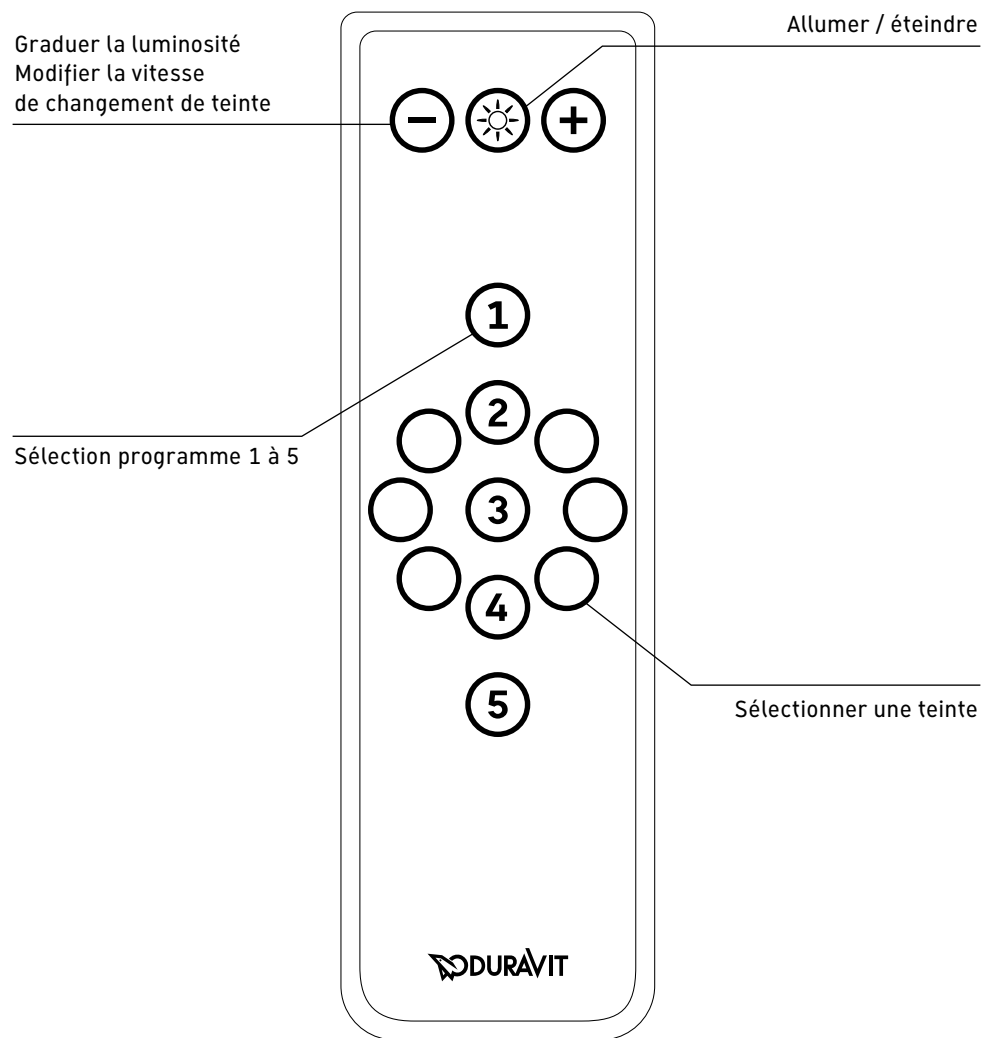 Graduer la luminosité
Modifier la vitesse
de changement de teinte
Allumer / éteindre
1
2
3
4
5
Sélection programme 1 à 5
Sélectionner une teinte
DURAVIT